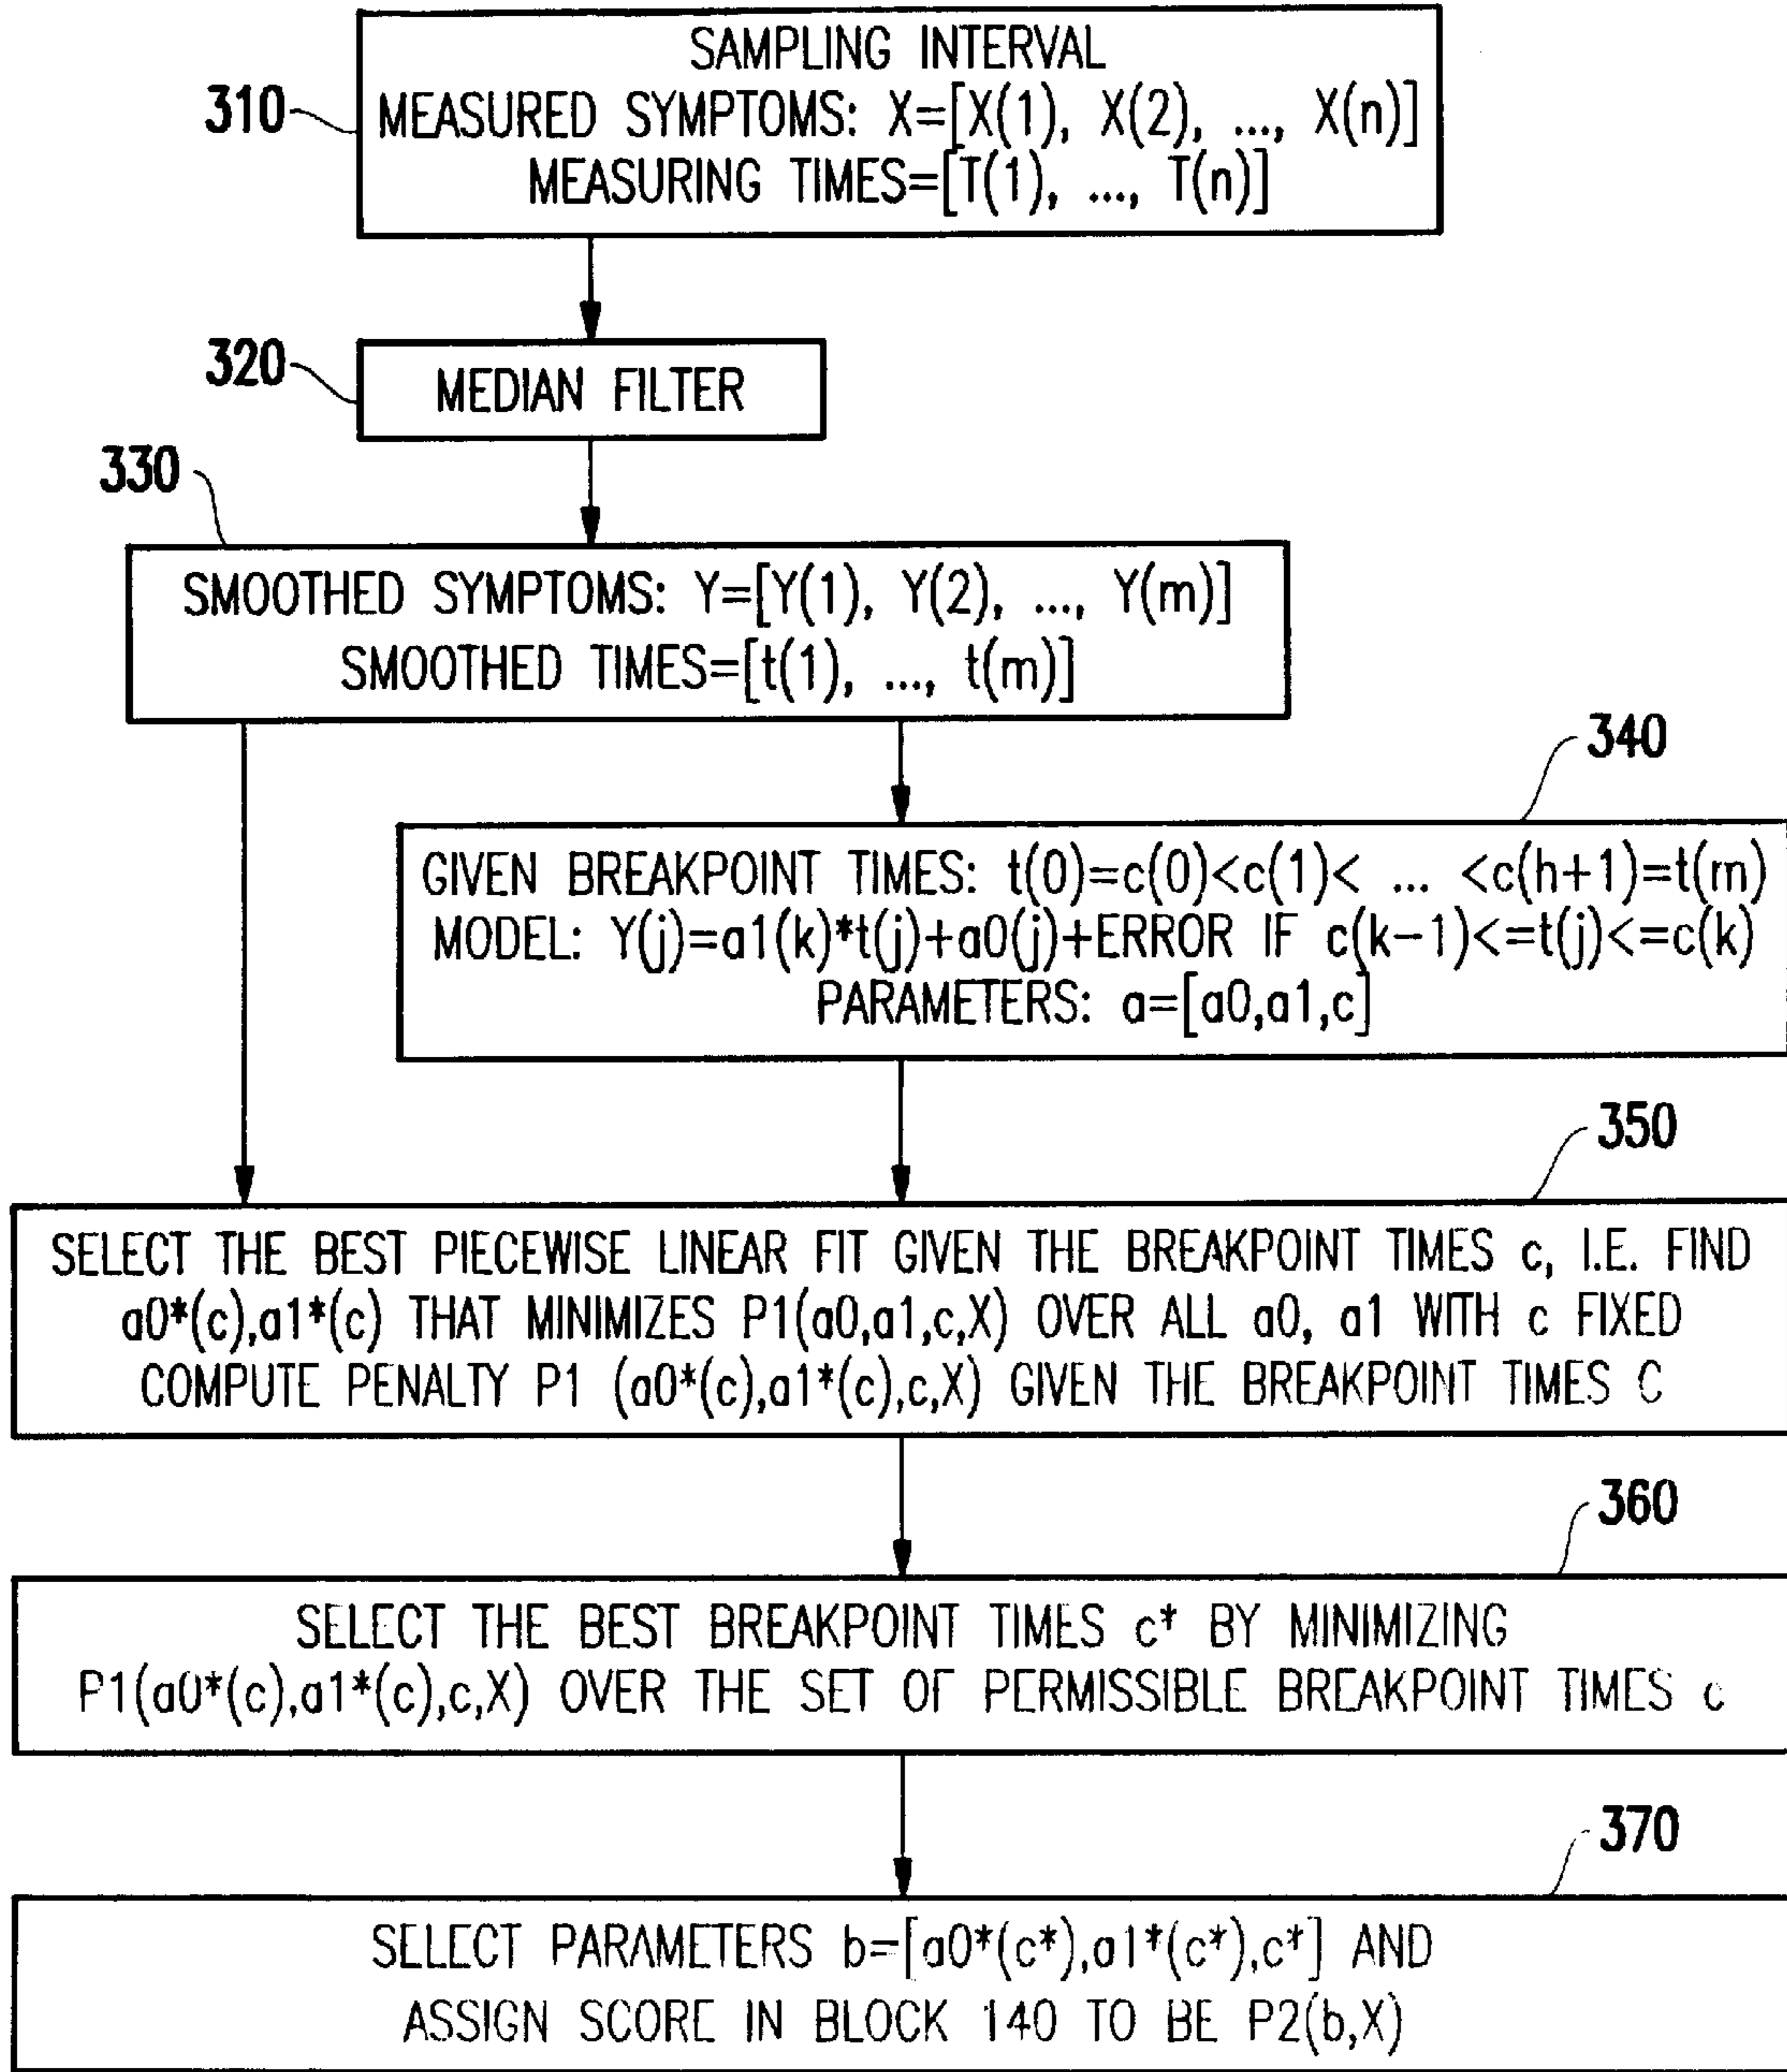 SAMPLING INTERVAL
310
MEASURED SYMPTOMS: X=[X(1), X(2), ..., X(n)]
MEASURING TIMES=[T(1), ..., T(n)]
320
MEDIAN FILTER
330
SMOOTHED SYMPTOMS: Y=[Y(1), Y(2), ..., Y(m)]
SMOOTHED TIMES=[t(1), ..., t(m)]
340
GIVEN BREAKPOINT TIMES: t(0)=c(0)<c(1)< ... <c(h+1)=t(m)
MODEL: Y(j)=a1(k)*t(j)+a0(j)+ERROR IF c(k-1)<=t(j)<=c(k)
PARAMETERS: a=[a0,a1,c]
350
SELECT THE BEST PIECEWISE LINEAR FIT GIVEN THE BREAKPOINT TIMES c, I.E. FIND
a0*(c),a1*(c) THAT MINIMIZES P1(a0,a1,c,X) OVER ALL a0, a1 WITH c FIXED
COMPUTE PENALTY P1 (a0*(c),a1*(c),c,X) GIVEN THE BREAKPOINT TIMES C
360
SELECT THE BEST BREAKPOINT TIMES c* BY MINIMIZING
P1(a0*(c),a1*(c),c,X) OVER THE SET OF PERMISSIBLE BREAKPOINT TIMES c
370
SELECT PARAMETERS b=[a0*(c*),a1*(c*),c*] AND
ASSIGN SCORE IN BLOCK 140 TO BE P2(b,X)